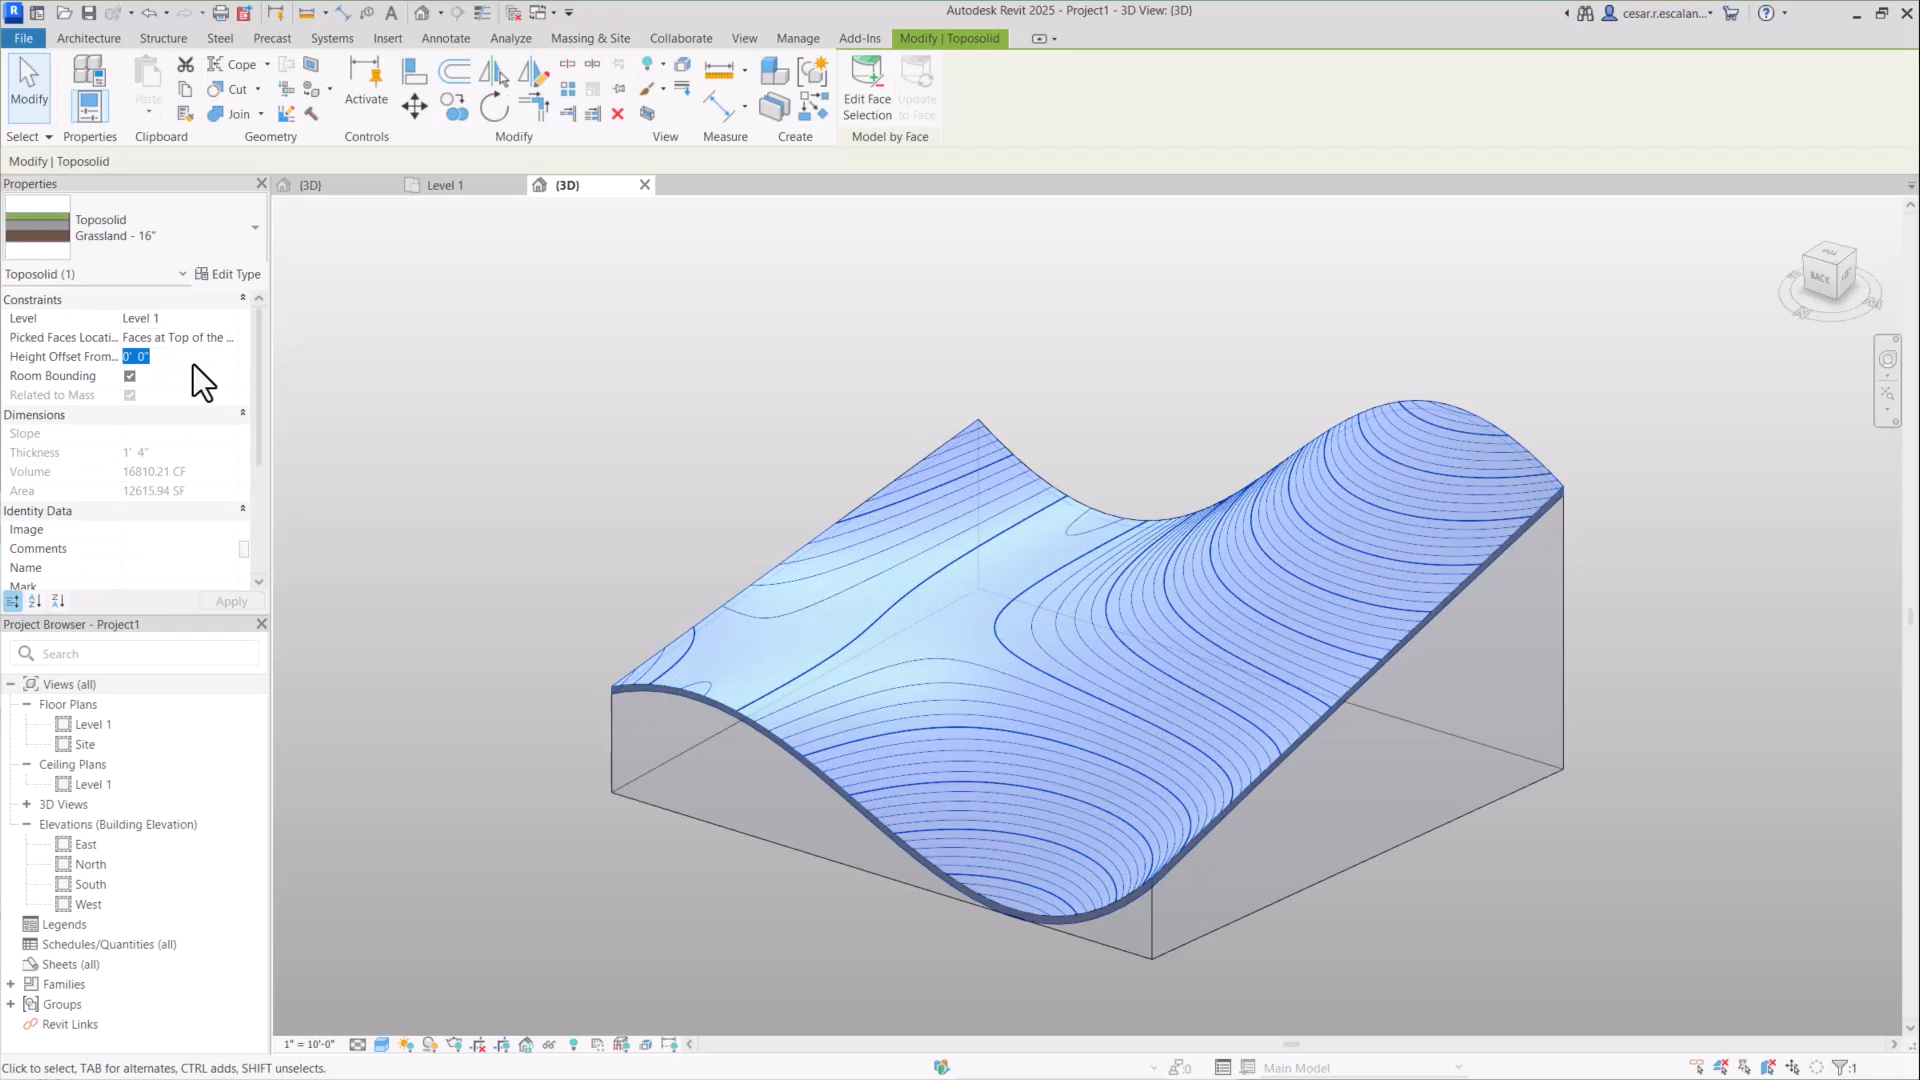 Autodesk Revit 2025 - Project1 - 3D View: {3D}
cesar.r.escalan...
File
Architecture
Structure
Steel
Precast
Systems
Insert
Annotate
Analyze
Massing & Site
Collaborate
View
Manage
Add-Ins
Modify | Toposolid
Modify
Paste
Cope
Cut
Join
Activate
Edit Face
Selection
Update
to Face
Select
Properties
Clipboard
Geometry
Controls
Modify
View
Measure
Create
Model by Face
Modify | Toposolid
Properties
{3D}
Level 1
{3D}
Toposolid
Grassland - 16"
Toposolid (1)
Edit Type
Constraints
Level
Level 1
Picked Faces Locati...
Faces at Top of the ...
Height Offset From...
0' 0"
Room Bounding
Related to Mass
Dimensions
Slope
Thickness
1' 4"
Volume
16810.21 CF
Area
12615.94 SF
Identity Data
Image
Comments
Name
Mark
Apply
BACK
Project Browser - Project1
Search
Views (all)
Floor Plans
Level 1
Site
Ceiling Plans
Level 1
3D Views
Elevations (Building Elevation)
East
North
South
West
Legends
Schedules/Quantities (all)
Sheets (all)
Families
Groups
Revit Links
1" = 10'-0"
Click to select, TAB for alternates, CTRL adds, SHIFT unselects.
:0
Main Model
:1